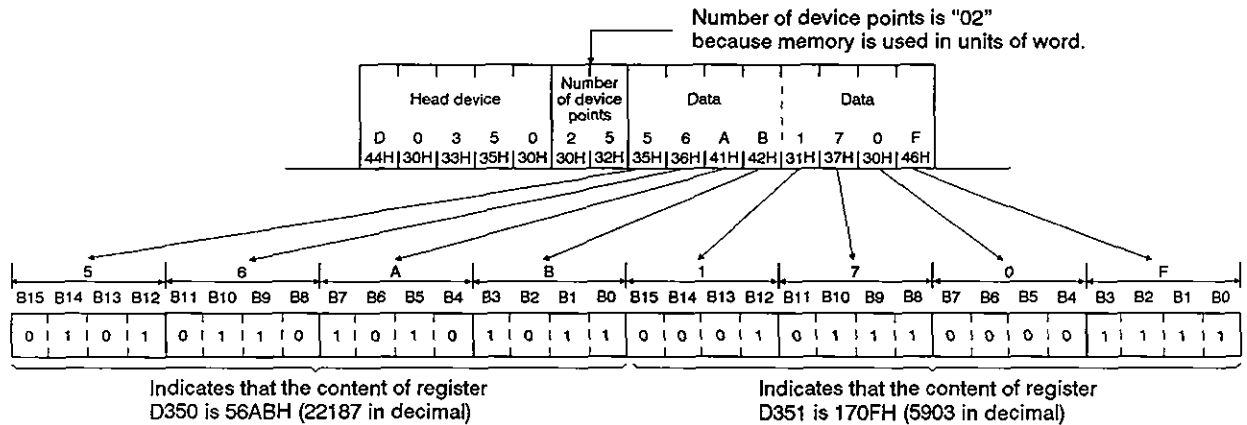 Number of device points is "02"
because memory is used in units of word.
Head device
Number
of device
points
Data
Data
D 0 3 5 0 2 5 5 6 A B 1 7 0 F
44H 30H 33H 35H 30H 30H 32H 35H 36H 41H 42H 31H 37H 30H 46H
5 6 A B 1 7 0 F
B15 B14 B13 B12 B11 B10 B9 B8 B7 B6 B5 B4 B3 B2 B1 B0 B15 B14 B13 B12 B11 B10 B9 B8 B7 B6 B5 B4 B3 B2 B1 B0
0 1 0 1 0 1 1 0 1 0 1 0 1 0 1 1 0 0 0 1 0 1 1 1 0 0 0 0 1 1 1 1
Indicates that the content of register
D350 is 56ABH (22187 in decimal)
Indicates that the content of register
D351 is 170FH (5903 in decimal)